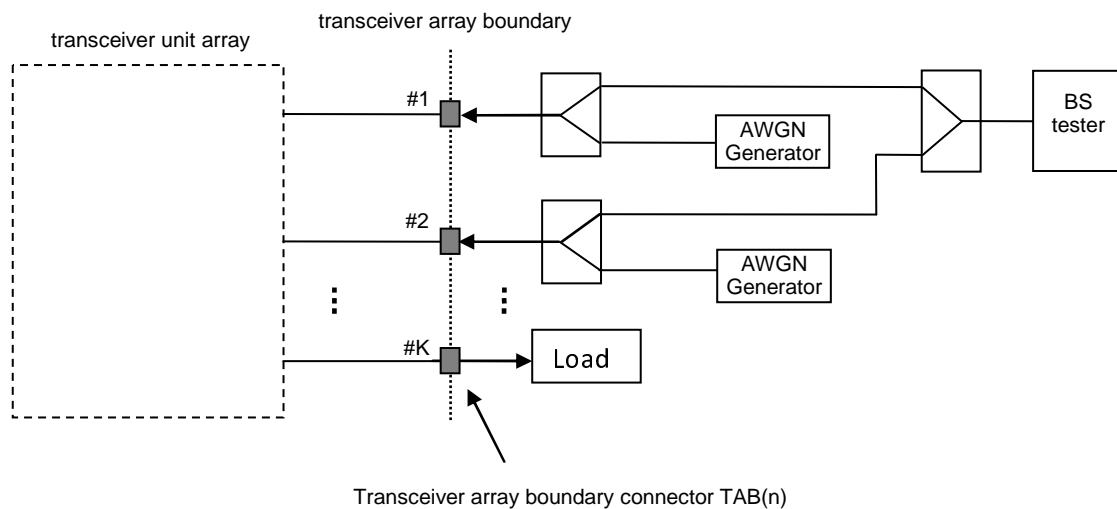 transceiver array boundary
transceiver unit array
#1
BS
tester
AWGN
Generator
#2
AWGN
Generator
#K
Load
Transceiver array boundary connector TAB(n)